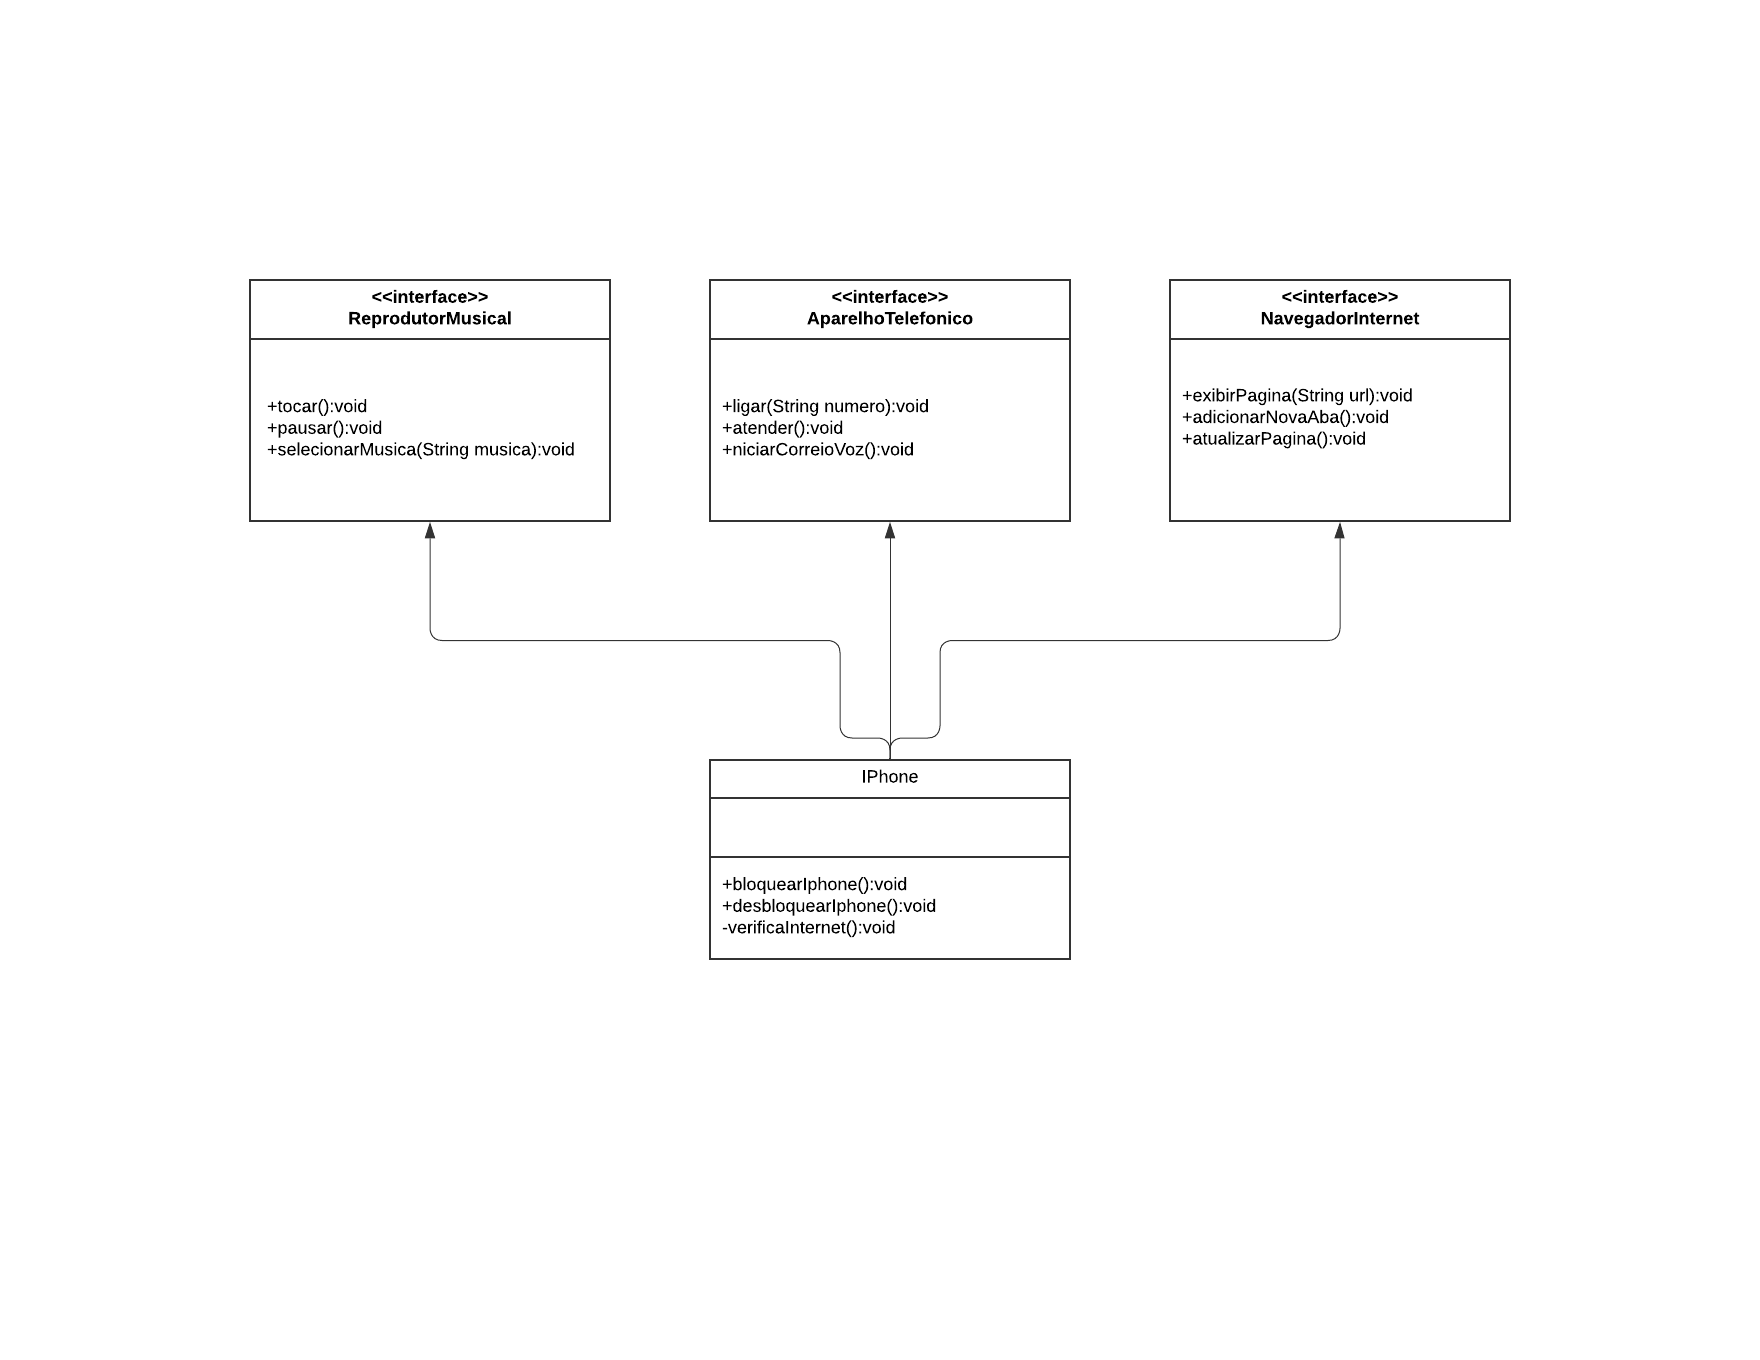 <<interface>>
ReprodutorMusical
+tocar():void
+pausar():void
+selecionarMusica(String musica):void
<<interface>>
AparelhoTelefonico
+ligar(String numero):void
+atender():void
+niciarCorreioVoz():void
<<interface>>
NavegadorInternet
+exibirPagina(String url):void
+adicionarNovaAba():void
+atualizarPagina():void
IPhone
+bloquearIphone():void
+desbloquearIphone():void
-verificaInternet():void